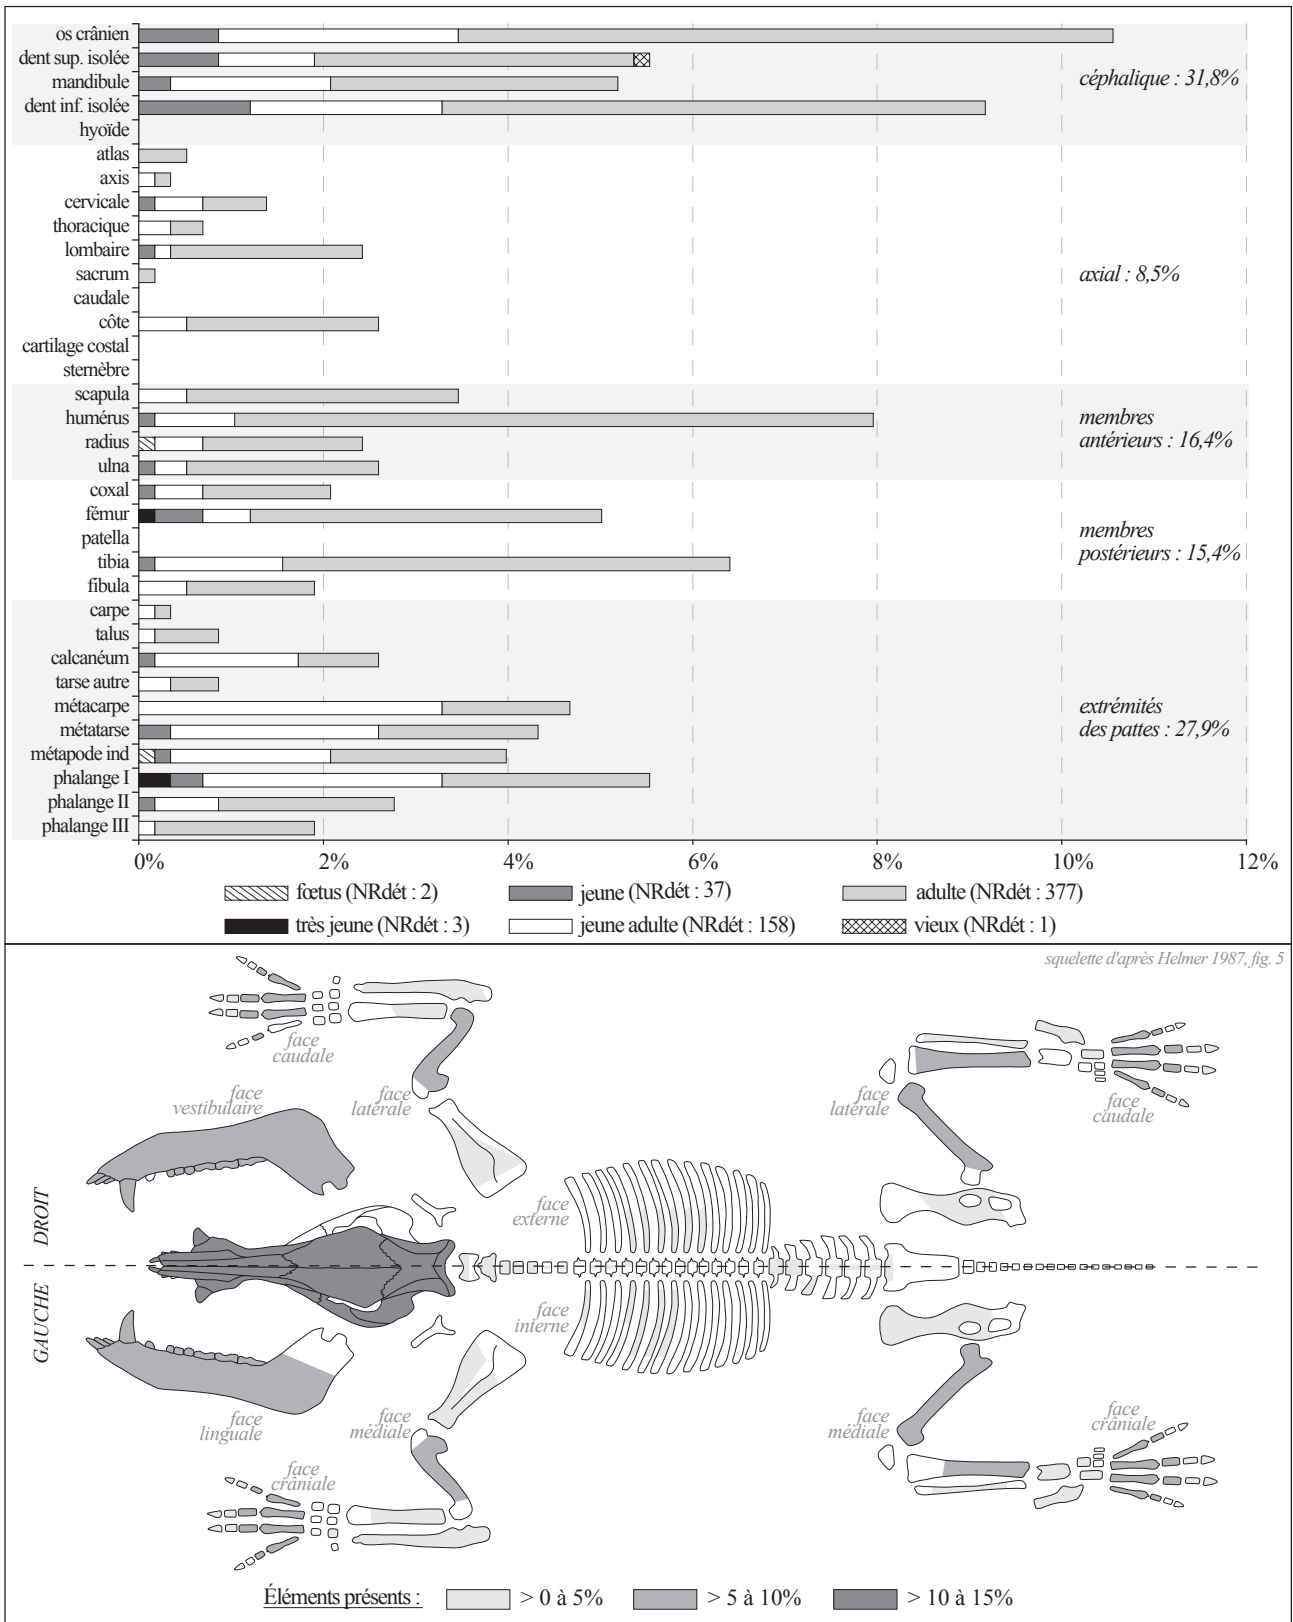 os crânien
dent sup. isolée
mandibule
dent inf. isolée
hyoïde
céphalique : 31,8%
atlas
axis
cervicale
thoracique
lombaire
sacrum
caudale
côte
cartilage costal
sternèbre
axial : 8,5%
scapula
humérus
radius
ulna
membres
antérieurs : 16,4%
coxal
fémur
patella
tibia
fibula
membres
postérieurs : 15,4%
carpe
talus
calcanéum
tarse autre
métacarpe
métatarse
métapode ind
phalange I
phalange II
phalange III
extrémités
des pattes : 27,9%
0% 2% 4% 6% 8% 10% 12%
fœtus (NRdét : 2) jeune (NRdét : 37) adulte (NRdét : 377)
très jeune (NRdét : 3) jeune adulte (NRdét : 158) vieux (NRdét : 1)
squelette d'après Helmer 1987, fig. 5
face
caudale
face
vestibulaire
face
latérale
face
latérale
face
caudale
face
externe
DROIT
GAUCHE
face
interne
face
linguale
face
médiale
face
médiale
face
crâniale
face
crâniale
Éléments présents : > 0 à 5% > 5 à 10% > 10 à 15%